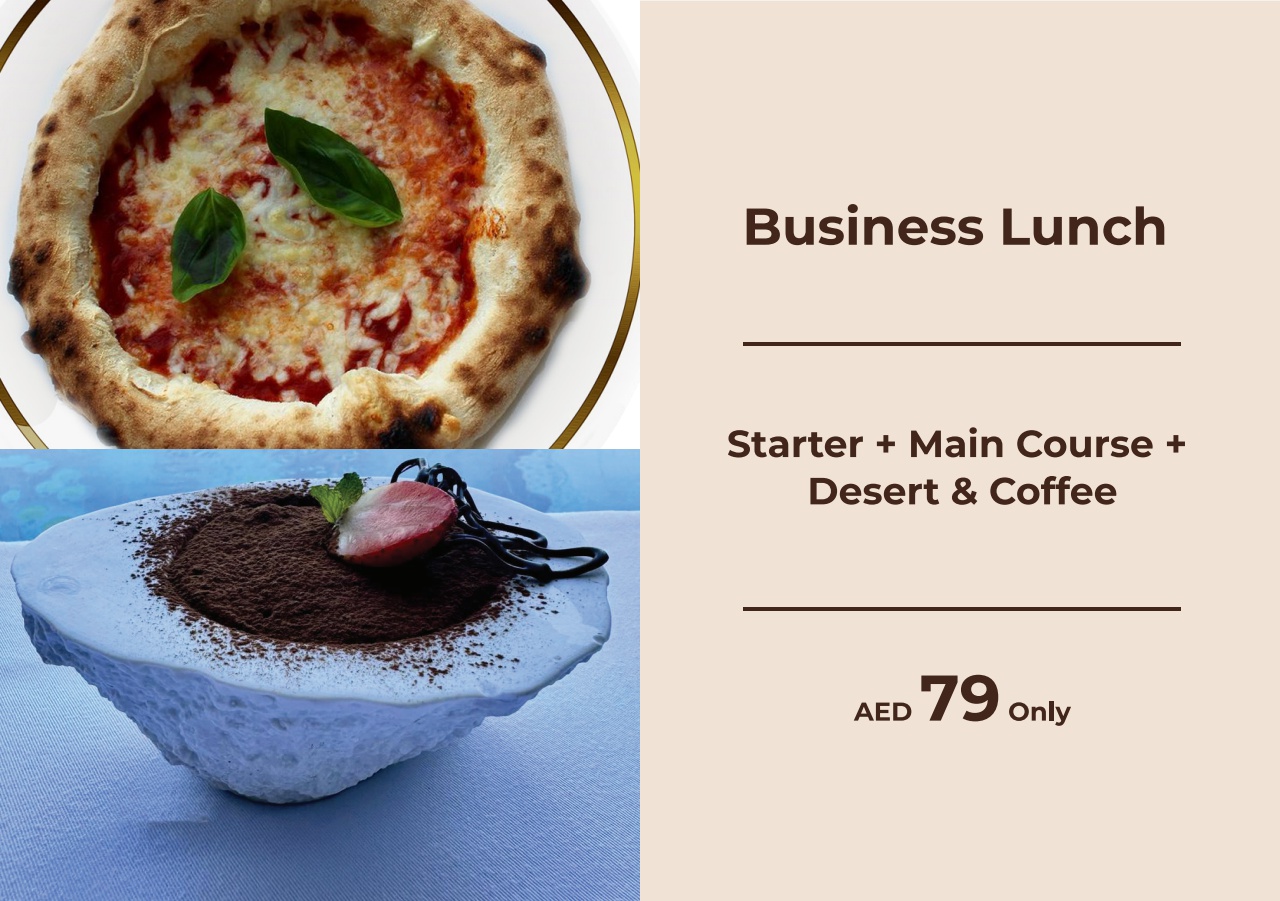 Business Lunch
Starter + Main Course +
Desert & Coffee
AED 79 Only